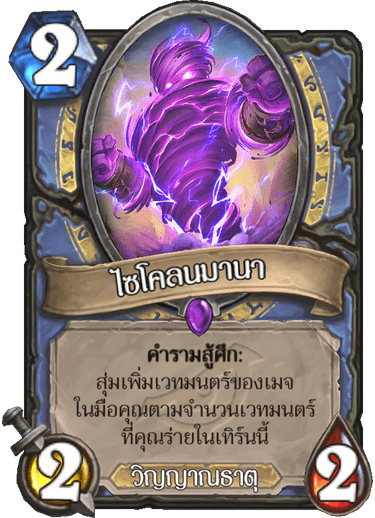 2
ไซโคลนมานา
คำรามสู้ศึก:
สุ่มเพิ่มเวทมนตร์ของเมจ
ในมือคุณตามจำนวนเวทมนตร์
ที่คุณร่ายในเทิร์นนี้
2
วิญญาณธาตุ
2